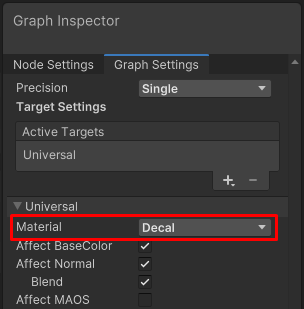 Graph Inspector
Node Settings Graph Settings
Precision Single
Target Settings
Active Targets
Universal
+ −
Universal
Material Decal
Affect BaseColor
Affect Normal
Blend
Affect MAOS